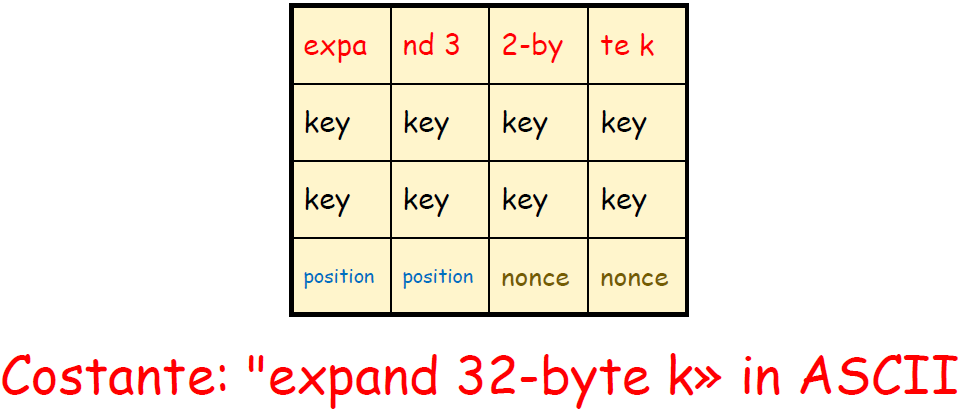 expa nd 3 2-by te k
key key key key
key key key key
position position nonce nonce
Costante: "expand 32-byte k» in ASCII